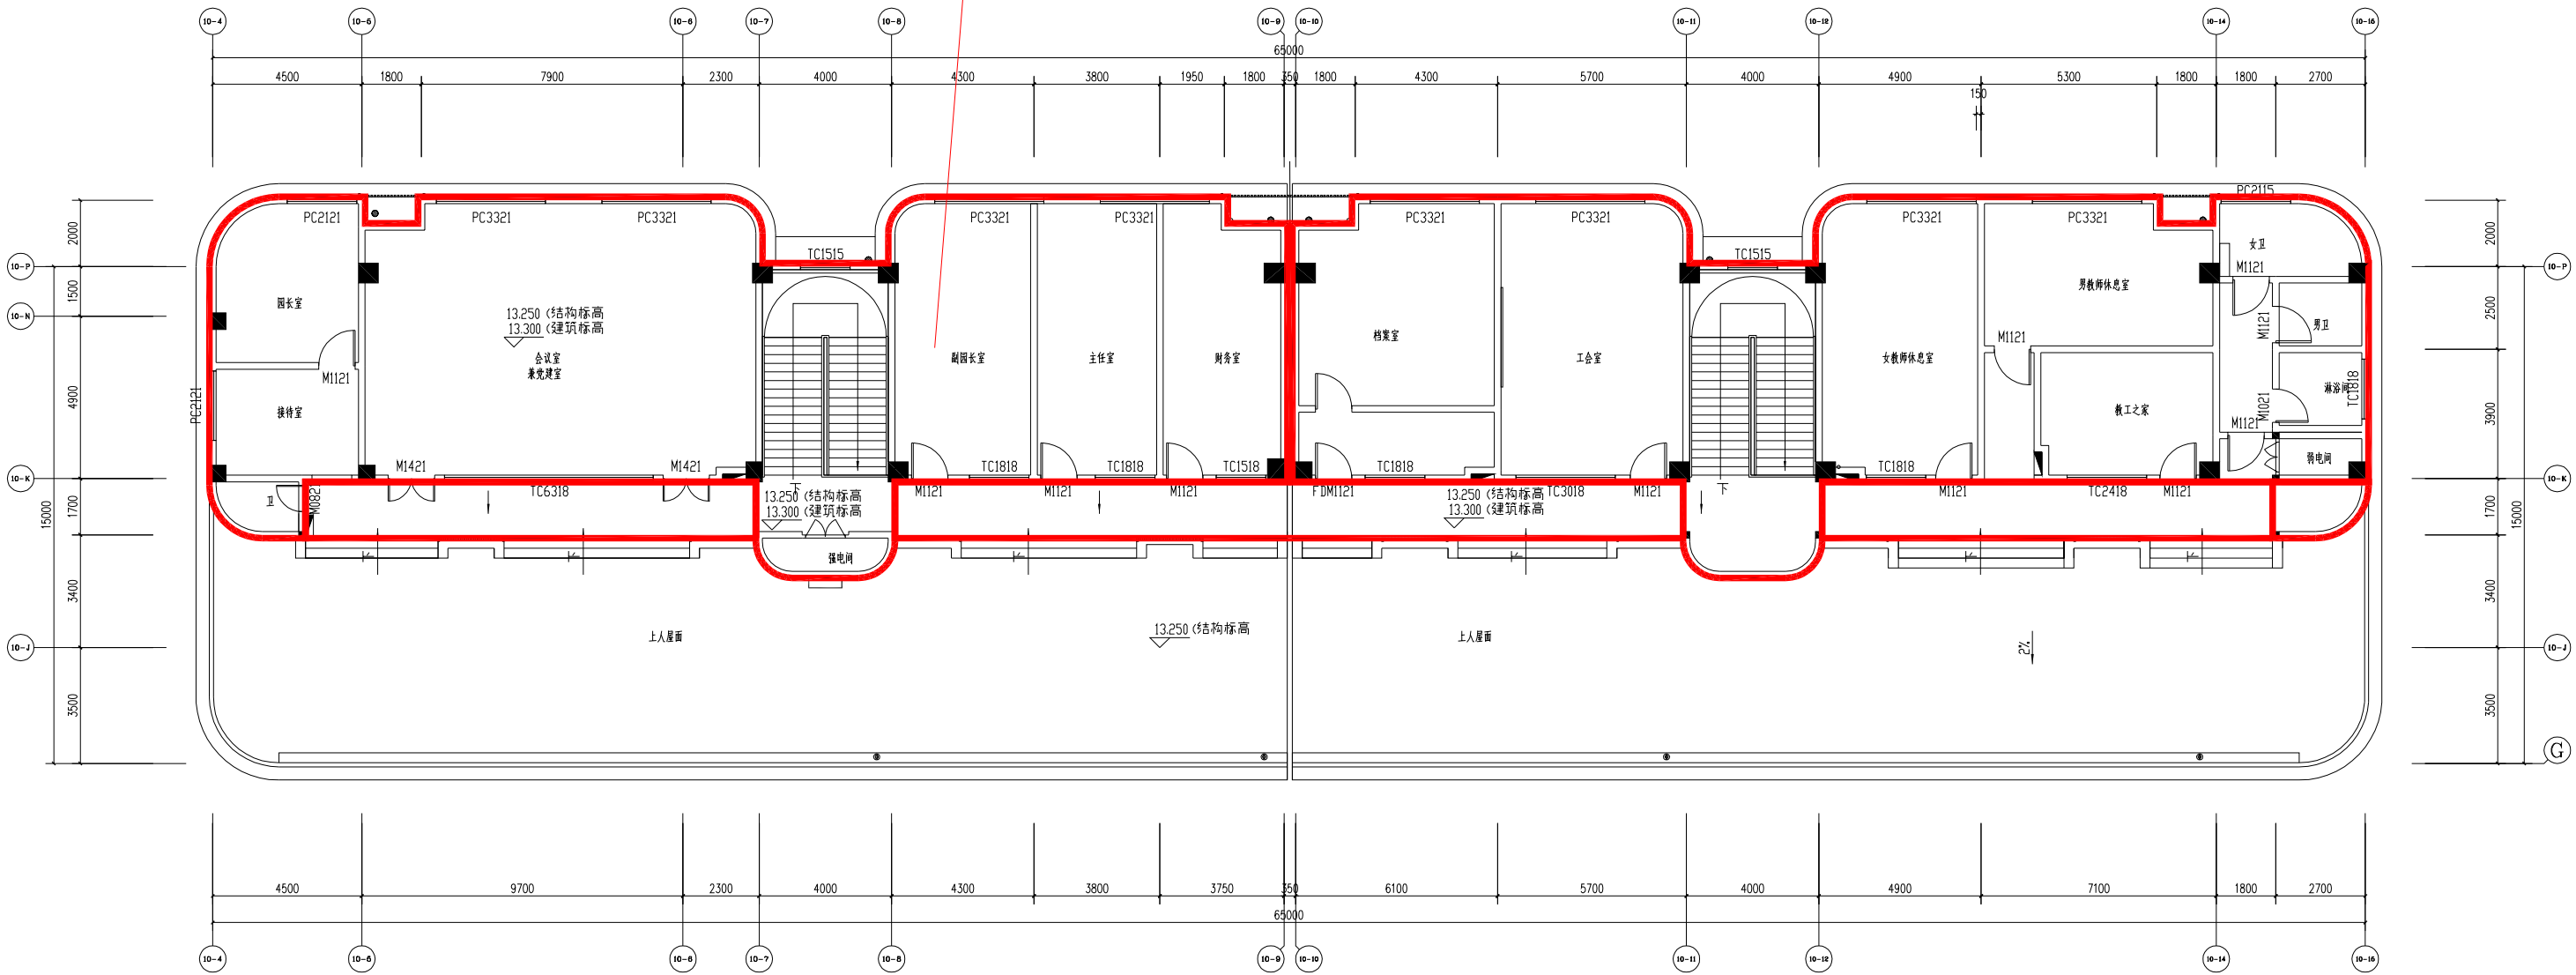 10-4 10-5 10-6 10-7 10-8 10-9 10-10 10-11 10-12 10-14 10-15
65000
4500 1800 7900 2300 4000 4300 3800 1950 1800 350 1800 4300 5700 4000 4900 5300 1800 1800 2700
150
PC2121 PC3321 PC3321 PC3321 PC3321 PC3321 PC3321 PC3321 PC3321 PC2115
2000 2000
TC1515 TC1515
女卫
10-P M1121 10-P
1500 男教师休息室 2500
园长室
10-N 13.250 (结构标高 10-N
13.300 (建筑标高
男卫
M1121
档案室
M1121
会议室 副园长室 主任室 财务室 工会室 女教师休息室
兼党建室
M1121
PC2121 4900 淋浴间 TC1818 3900
接待室 教工之家
M1021
M1121
弱电间
M1421 M1421 TC1818 TC1818 TC1518 TC1818 TC1818
10-K 10-K
下 下
TC6318 M1121 M1121 M1121 FDM1121 TC3018 M1121 M1121 TC2418 M1121
卫 M0821
13.250 (结构标高 13.250 (结构标高
13.300 (建筑标高 13.300 (建筑标高
15000 1700 1700 15000
强电间
3400 3400
上人屋面 13.250 (结构标高 上人屋面 2%
10-J 10-J
3500 3500
G
4500 9700 2300 4000 4300 3800 3750 350 6100 5700 4000 4900 7100 1800 2700
65000
10-4 10-5 10-6 10-7 10-8 10-9 10-10 10-11 10-12 10-14 10-15